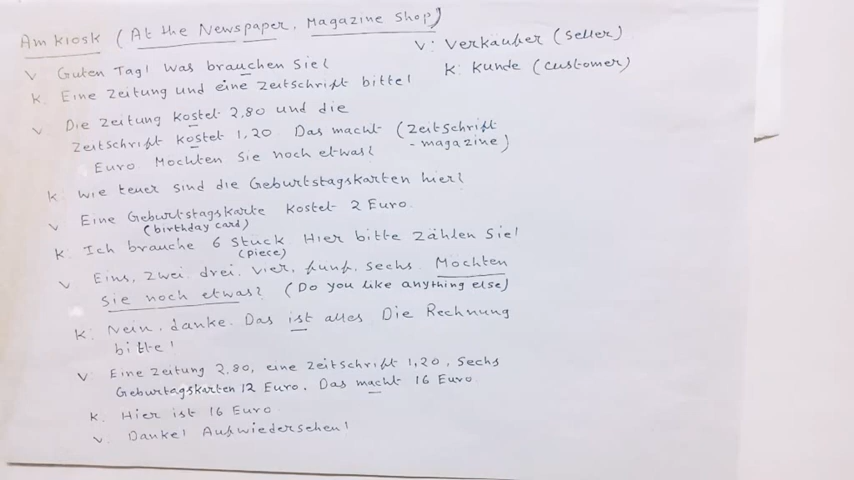 Am Kiosk (At the Newspaper, Magazine Shop)
V: Verkäufer (Seller)
K: Kunde (customer)
V Guten Tag! Was brauchen Sie?
K. Eine Zeitung und eine Zeitschrift bitte!
V Die Zeitung kostet 2,80 und die
Zeitschrift kostet 1,20 Das macht (Zeitschrift
Euro. Mochten Sie noch etwas? - magazine)
K. Wie teuer sind die Geburtstagskarten hier?
V Eine Geburtstagskarte kostet 2 Euro.
(birthday card)
K: Ich brauche 6 Stuck Hier bitte zählen Sie!
(piece)
V. Eins, zwei, drei, vier, funf, sechs. Mochten
sie noch etwas? (Do you like anything else)
K: Nein, danke. Das ist alles Die Rechnung
bitte!
V: Eine Zeitung 2,80, eine Zeitschrift 1,20, Sechs
Geburtagskarten 12 Euro. Das macht 16 Euro.
K. Hier ist 16 Euro.
V. Danke! Aufwiedersehen!